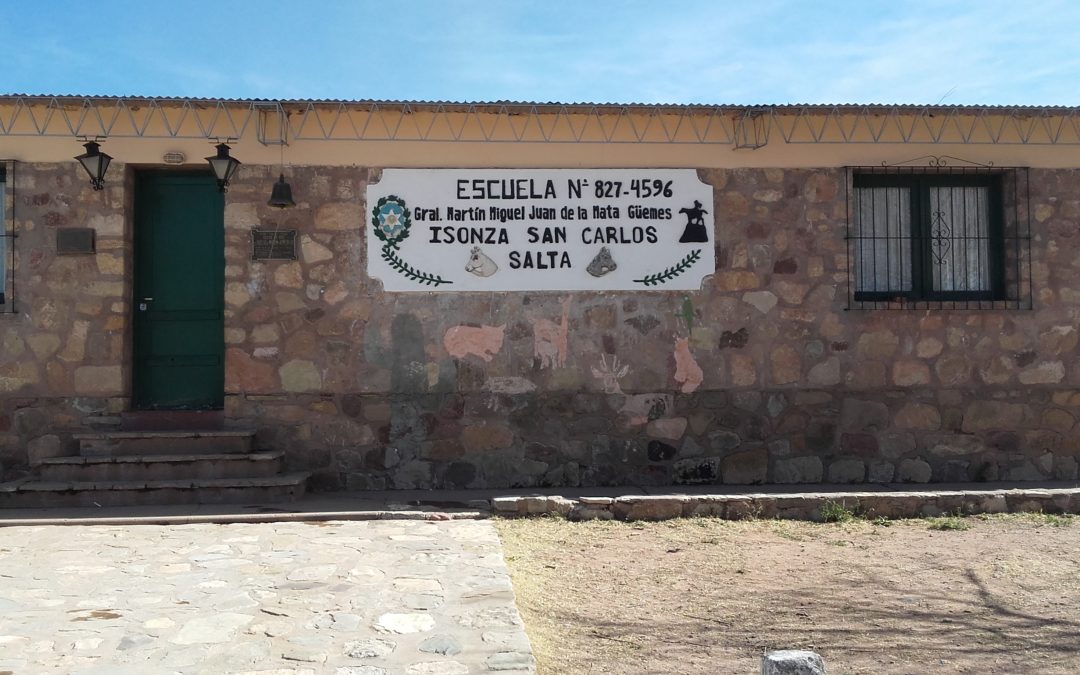 ESCUELA Nº 827-4596
Gral. Martín Miguel Juan de la Mata Güemes
ISONZA SAN CARLOS
SALTA